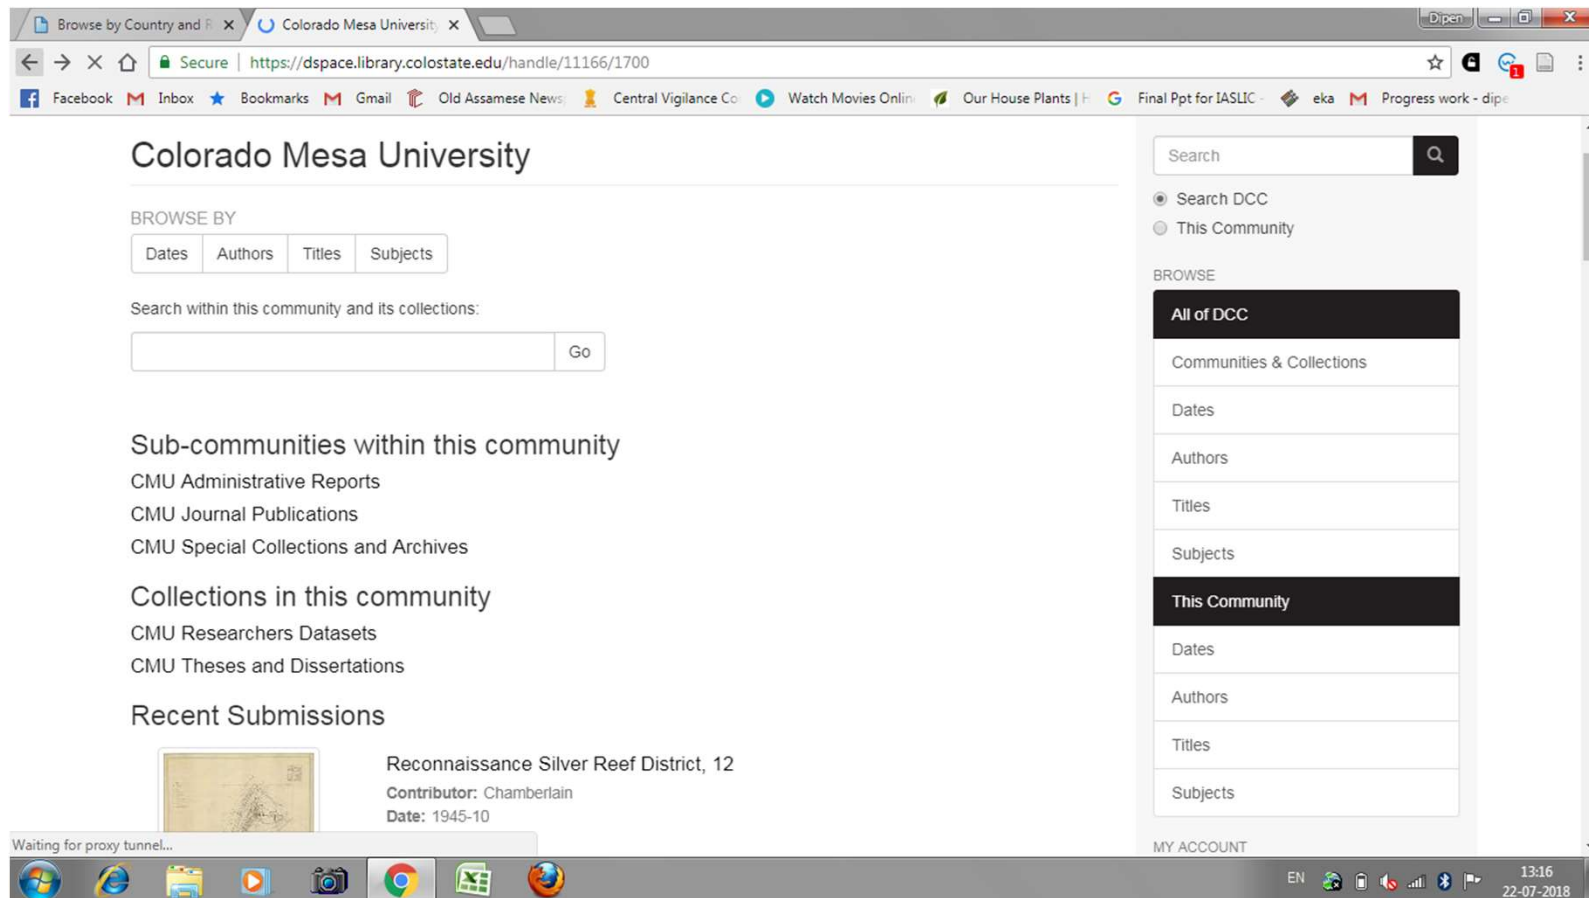 Browse by Country and R
Colorado Mesa University
Dipen
Secure | https://dspace.library.colostate.edu/handle/11166/1700
Facebook Inbox Bookmarks Gmail Old Assamese News Central Vigilance Co Watch Movies Onlin Our House Plants | H Final Ppt for IASLIC - eka Progress work - dipe
1
Colorado Mesa University
BROWSE BY
Dates Authors Titles Subjects
Search within this community and its collections:
Go
Sub-communities within this community
CMU Administrative Reports
CMU Journal Publications
CMU Special Collections and Archives
Collections in this community
CMU Researchers Datasets
CMU Theses and Dissertations
Recent Submissions
Reconnaissance Silver Reef District, 12
Contributor: Chamberlain
Date: 1945-10
Waiting for proxy tunnel...
Search
Search DCC
This Community
BROWSE
All of DCC
Communities & Collections
Dates
Authors
Titles
Subjects
This Community
Dates
Authors
Titles
Subjects
MY ACCOUNT
EN
13:16
22-07-2018